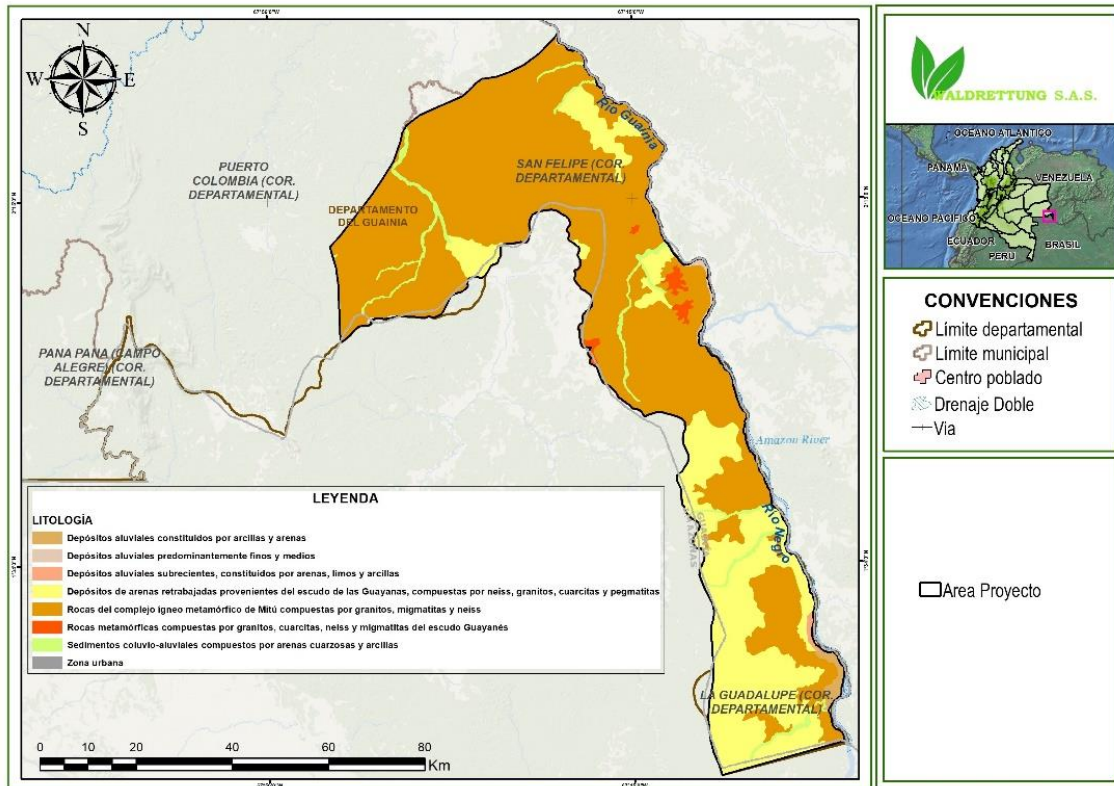 N
W
E
S
PUERTO
COLOMBIA (COR.
DEPARTAMENTAL)
DEPARTAMENTO
DEL GUAINIA
SAN FELIPE (COR.
DEPARTAMENTAL)
Río Guainia
PANA PANA (CAMPO
ALEGRE) (COR.
DEPARTAMENTAL)
Amazon River
Río Negro
LA GUADALUPE (COR.
DEPARTAMENTAL)
LEYENDA
LITOLOGÍA
Depósitos aluviales constituidos por arcillas y arenas
Depósitos aluviales predominantemente finos y medios
Depósitos aluviales subrecientes, constituidos por arenas, limos y arcillas
Depósitos de arenas retrabajadas provenientes del escudo de las Guayanas, compuestas por neiss, granitos, cuarcitas y pegmatitas
Rocas del complejo ígneo metamórfico de Mitú compuestas por granitos, migmatitas y neiss
Rocas metamórficas compuestas por granitos, cuarcitas, neiss y migmatitas del escudo Guayanés
Sedimentos coluvio-aluviales compuestos por arenas cuarzosas y arcillas
Zona urbana
0 5 10 20 40 60 80
Km
WALDRETTUNG S.A.S.
OCEANO ATLÁNTICO
PANAMA
VENEZUELA
OCEANO PACIFICO
ECUADOR
BRASIL
PERU
CONVENCIONES
Límite departamental
Límite municipal
Centro poblado
Drenaje Doble
Via
Area Proyecto